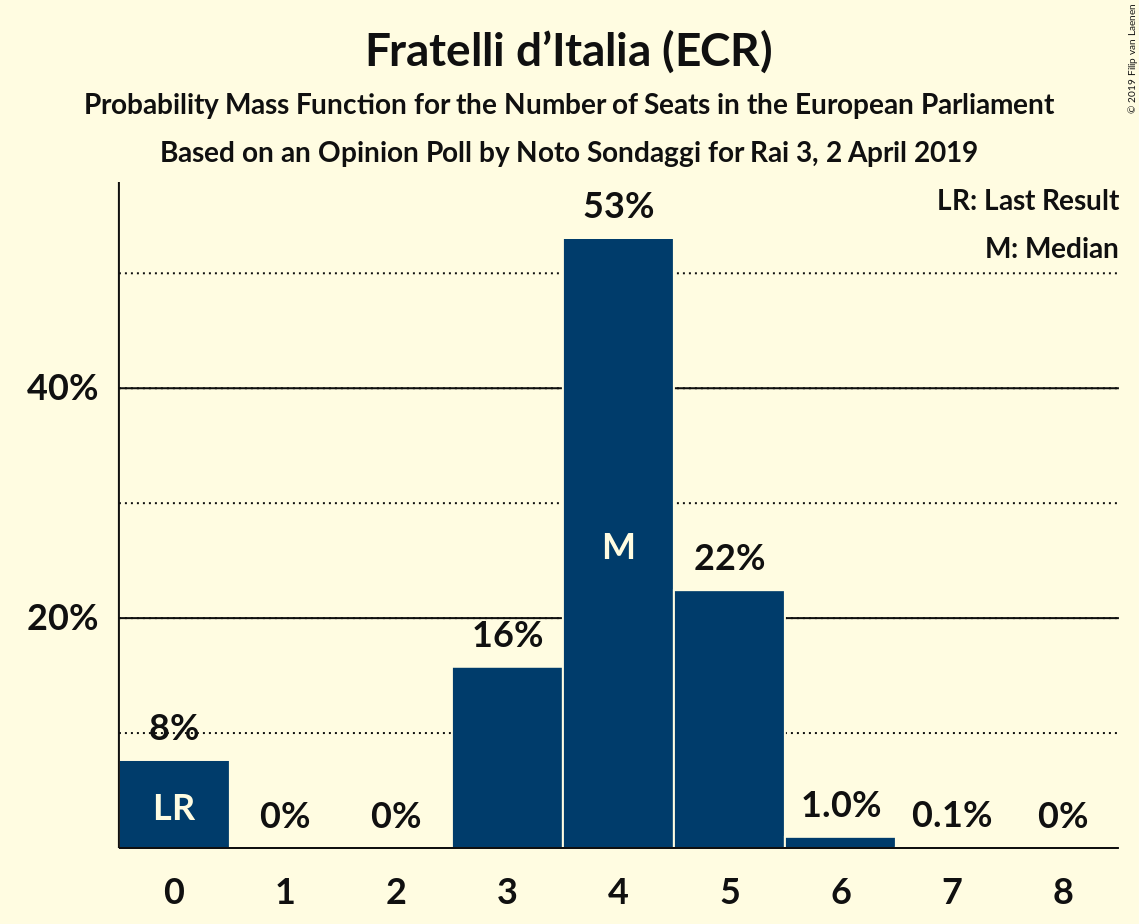 Fratelli d’Italia (ECR)
Probability Mass Function for the Number of Seats in the European Parliament
Based on an Opinion Poll by Noto Sondaggi for Rai 3, 2 April 2019
© 2019 Filip van Laenen
LR: Last Result
M: Median
53%
40%
M
22%
20%
16%
8%
LR
0%
0%
1.0%
0.1%
0%
0 1 2 3 4 5 6 7 8